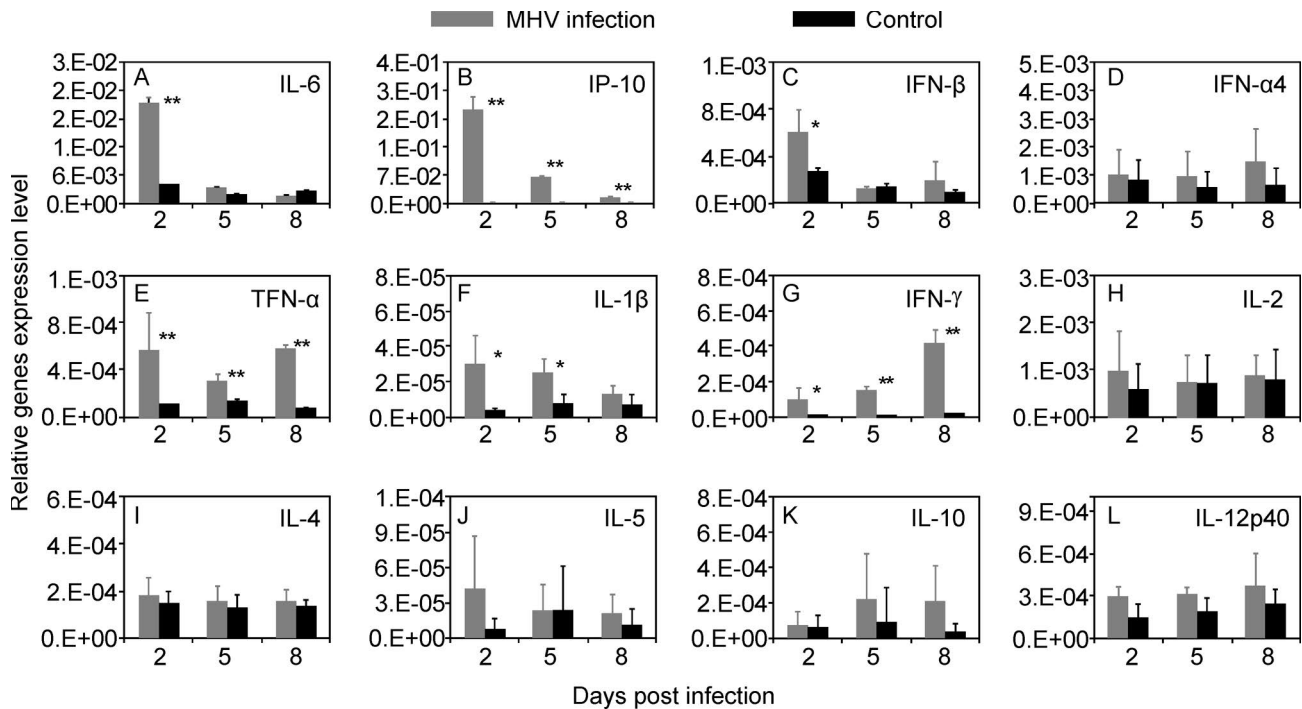 MHV infection Control
Relative genes expression level
A IL-6
3.E-02
2.E-02
2.E-02
1.E-02
6.E-03
0.E+00
**
2 5 8
B IP-10
4.E-01
3.E-01
2.E-01
1.E-01
7.E-02
0.E+00
** ** **
2 5 8
C IFN-β
1.E-03
8.E-04
4.E-04
0.E+00
*
2 5 8
D IFN-α4
5.E-03
4.E-03
3.E-03
2.E-03
1.E-03
0.E+00
2 5 8
E TFN-α
1.E-03
8.E-04
4.E-04
0.E+00
** ** **
2 5 8
F IL-1β
8.E-05
6.E-05
4.E-05
2.E-05
0.E+00
* *
2 5 8
G IFN-γ
8.E-04
6.E-04
4.E-04
2.E-04
0.E+00
* ** **
2 5 8
H IL-2
3.E-03
2.E-03
1.E-03
0.E+00
2 5 8
I IL-4
6.E-04
5.E-04
4.E-04
2.E-04
1.E-04
0.E+00
2 5 8
J IL-5
1.E-04
9.E-05
6.E-05
3.E-05
0.E+00
2 5 8
K IL-10
8.E-04
6.E-04
4.E-04
2.E-04
0.E+00
2 5 8
L IL-12p40
9.E-04
6.E-04
3.E-04
0.E+00
2 5 8
Days post infection